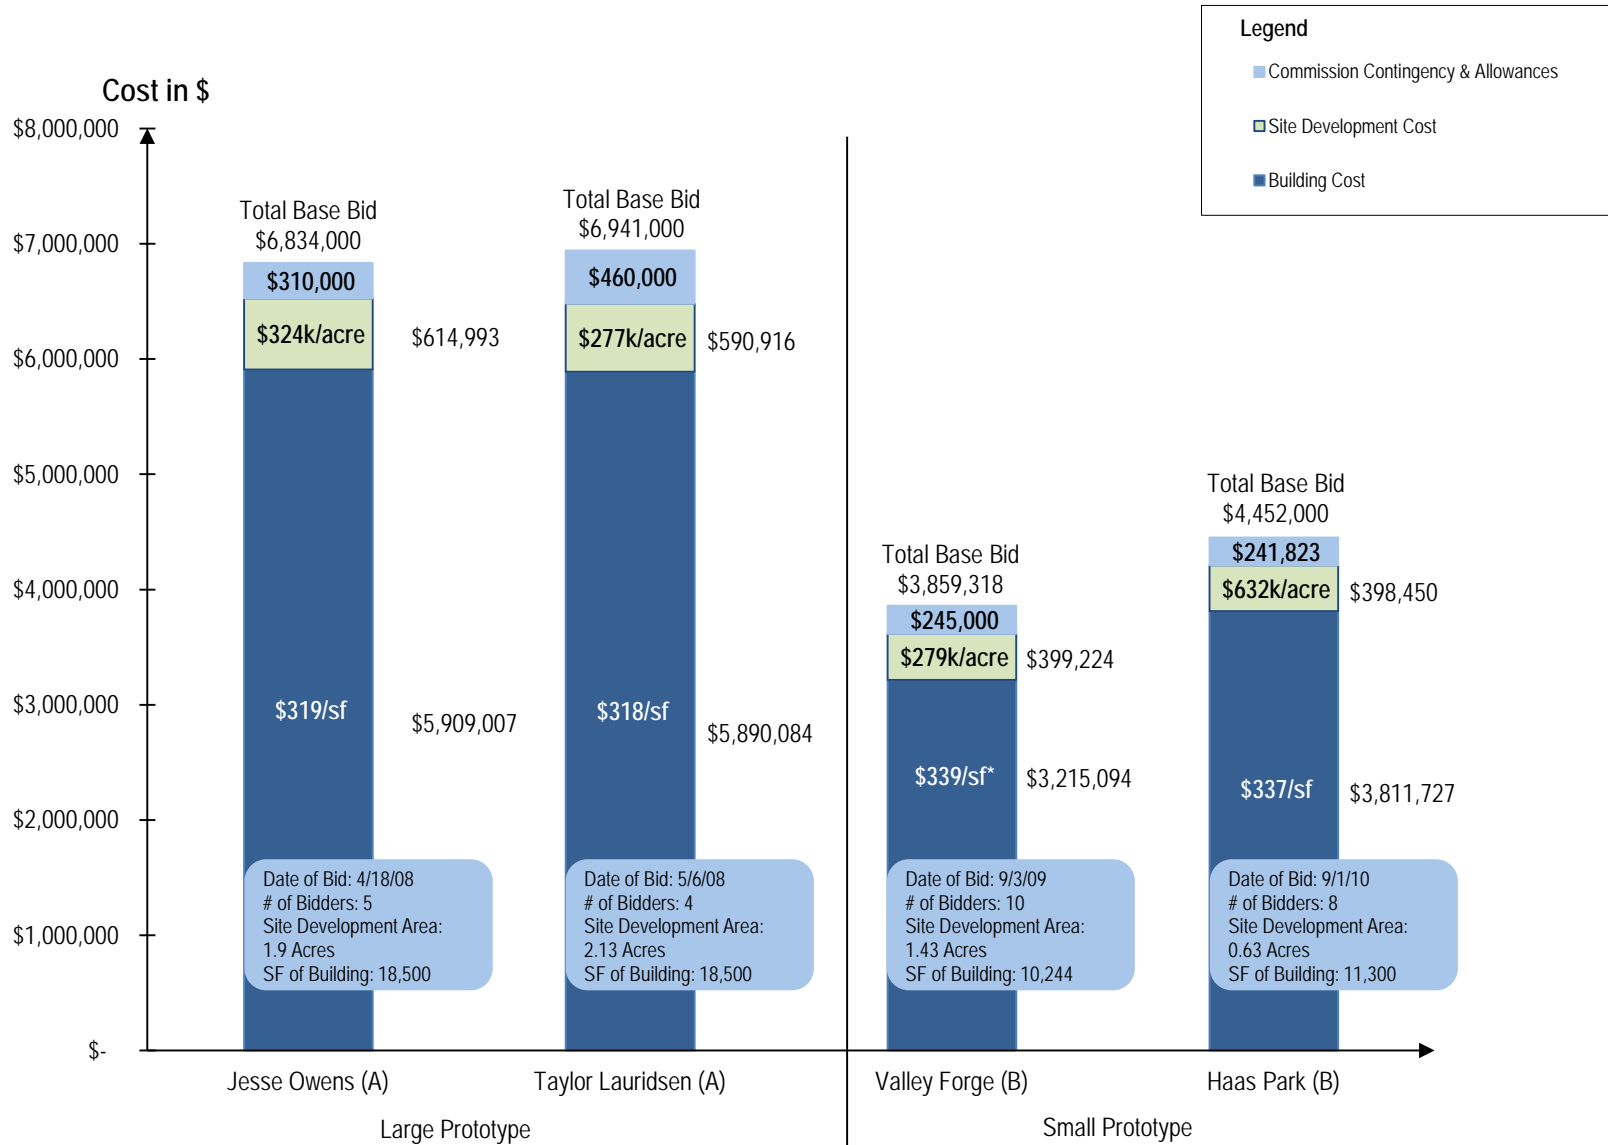 Legend
Commission Contingency & Allowances
Site Development Cost
Building Cost
Cost in $
$8,000,000
$7,000,000
$6,000,000
$5,000,000
$4,000,000
$3,000,000
$2,000,000
$1,000,000
$-
Total Base Bid
$6,834,000
$310,000
$324k/acre
$614,993
$319/sf
$5,909,007
Date of Bid: 4/18/08
# of Bidders: 5
Site Development Area:
1.9 Acres
SF of Building: 18,500
Total Base Bid
$6,941,000
$460,000
$277k/acre
$590,916
$318/sf
$5,890,084
Date of Bid: 5/6/08
# of Bidders: 4
Site Development Area:
2.13 Acres
SF of Building: 18,500
Total Base Bid
$3,859,318
$245,000
$279k/acre
$399,224
$339/sf*
$3,215,094
Date of Bid: 9/3/09
# of Bidders: 10
Site Development Area:
1.43 Acres
SF of Building: 10,244
Total Base Bid
$4,452,000
$241,823
$632k/acre
$398,450
$337/sf
$3,811,727
Date of Bid: 9/1/10
# of Bidders: 8
Site Development Area:
0.63 Acres
SF of Building: 11,300
Jesse Owens (A)
Taylor Lauridsen (A)
Valley Forge (B)
Haas Park (B)
Large Prototype
Small Prototype